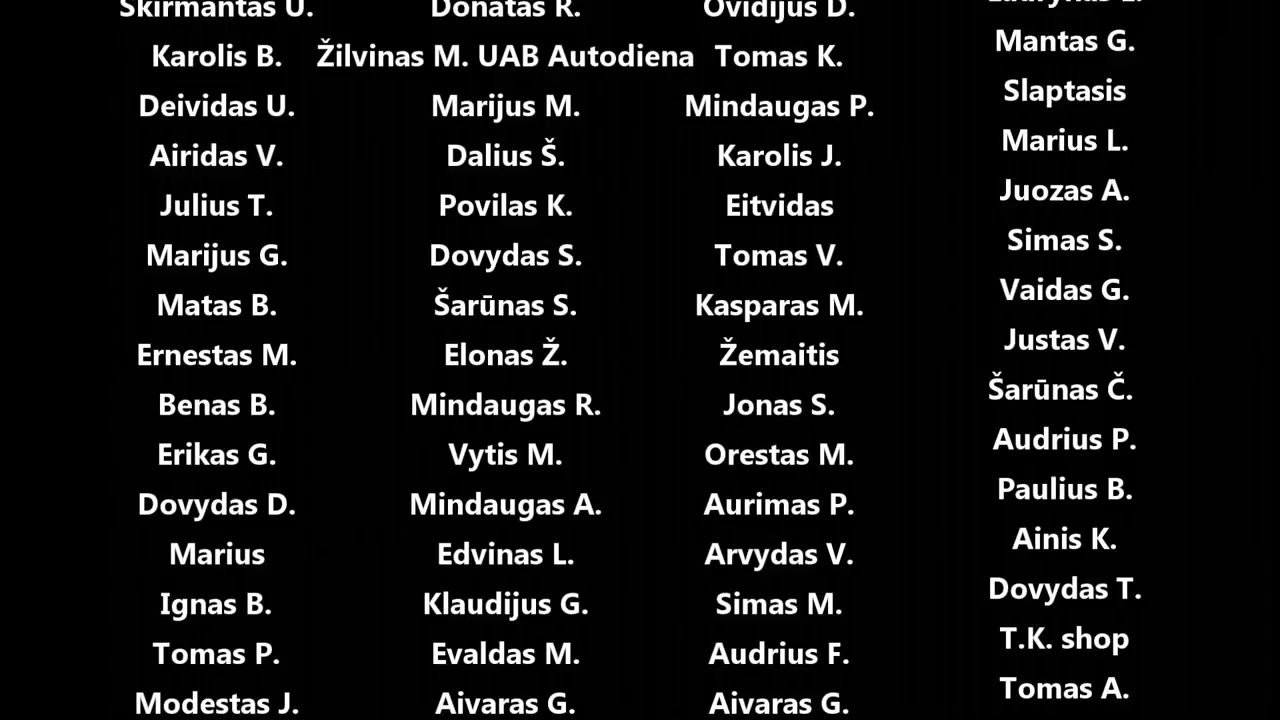 Skirmantas U.
Karolis B.
Deividas U.
Airidas V.
Julius T.
Marijus G.
Matas B.
Ernestas M.
Benas B.
Erikas G.
Dovydas D.
Marius
Ignas B.
Tomas P.
Modestas J.
Donatas R.
Žilvinas M. UAB Autodiena
Marijus M.
Dalius Š.
Povilas K.
Dovydas S.
Šarūnas S.
Elonas Ž.
Mindaugas R.
Vytis M.
Mindaugas A.
Edvinas L.
Klaudijus G.
Evaldas M.
Aivaras G.
Ovidijus D.
Tomas K.
Mindaugas P.
Karolis J.
Eitvidas
Tomas V.
Kasparas M.
Žemaitis
Jonas S.
Orestas M.
Aurimas P.
Arvydas V.
Simas M.
Audrius F.
Aivaras G.
Mantas G.
Slaptasis
Marius L.
Juozas A.
Simas S.
Vaidas G.
Justas V.
Šarūnas Č.
Audrius P.
Paulius B.
Ainis K.
Dovydas T.
T.K. shop
Tomas A.